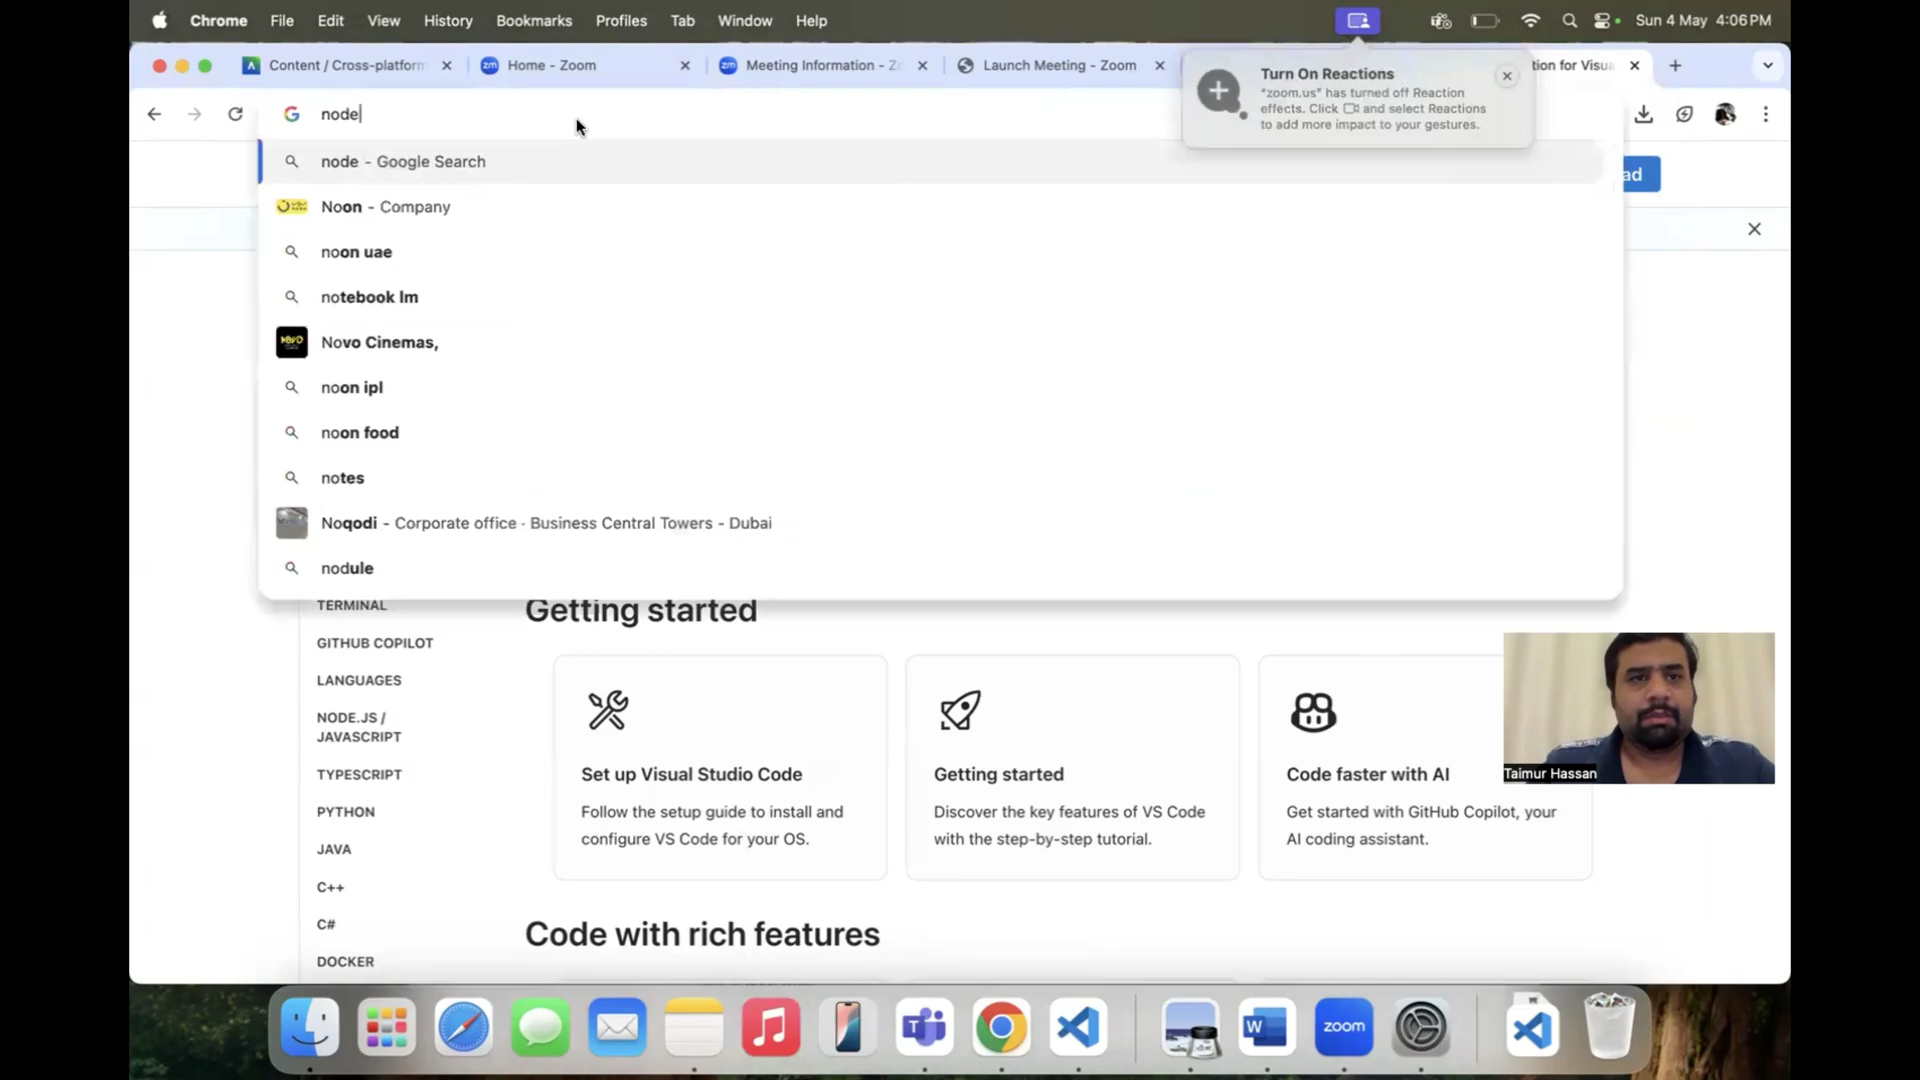 Chrome File Edit View History Bookmarks Profiles Tab Window Help Sun 4 May 4:06 PM
Content / Cross-platform
Home - Zoom
Meeting Information - Zo
Launch Meeting - Zoom
tion for Visua
Turn On Reactions
"zoom.us" has turned off Reaction
effects. Click and select Reactions
to add more impact to your gestures.
node
node - Google Search
ad
Noon - Company
noon uae
notebook lm
Novo Cinemas,
noon ipl
noon food
notes
Noqodi - Corporate office · Business Central Towers - Dubai
nodule
TERMINAL
GITHUB COPILOT
LANGUAGES
NODE.JS /
JAVASCRIPT
TYPESCRIPT
PYTHON
JAVA
C++
C#
DOCKER
Getting started
Set up Visual Studio Code
Follow the setup guide to install and
configure VS Code for your OS.
Getting started
Discover the key features of VS Code
with the step-by-step tutorial.
Code faster with AI
Get started with GitHub Copilot, your
AI coding assistant.
Taimur Hassan
Code with rich features
zoom